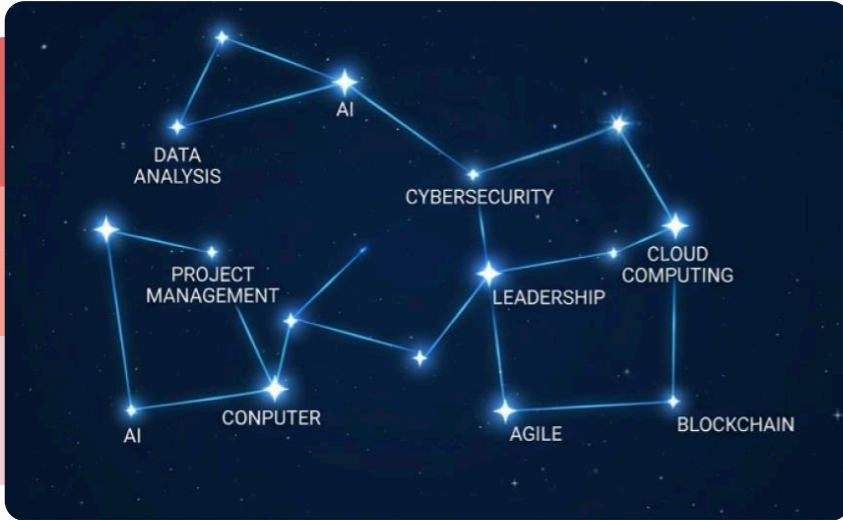 AI
DATA
ANALYSIS
CYBERSECURITY
CLOUD
COMPUTING
PROJECT
MANAGEMENT
LEADERSHIP
CONPUTER
AI
AGILE
BLOCKCHAIN